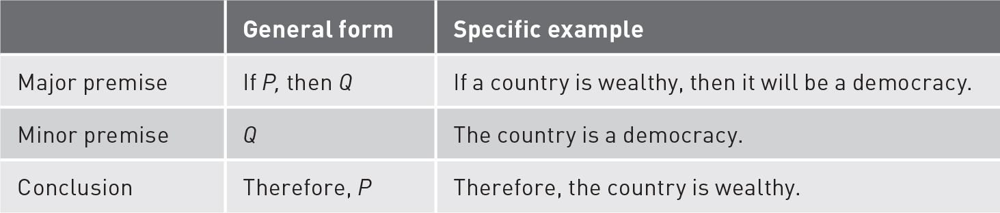 General form Specific example
Major premise If P, then Q If a country is wealthy, then it will be a democracy.
Minor premise Q The country is a democracy.
Conclusion Therefore, P Therefore, the country is wealthy.